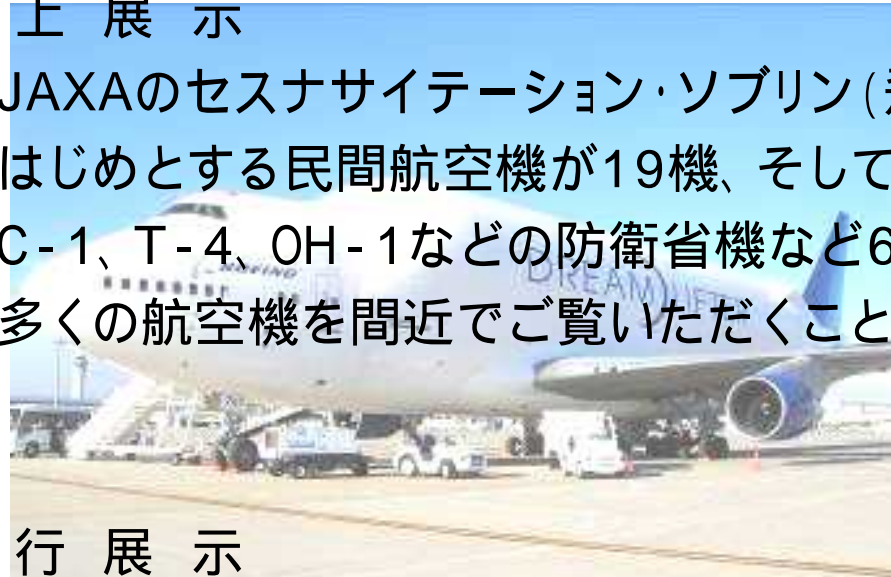 上 展 示
JAXAのセスナサイテーション・ソブリン(
はじめとする民間航空機が19機、そして
C-1、T-4、OH-1などの防衛省機など6
多くの航空機を間近でご覧いただくこと
BOEING
行 展 示